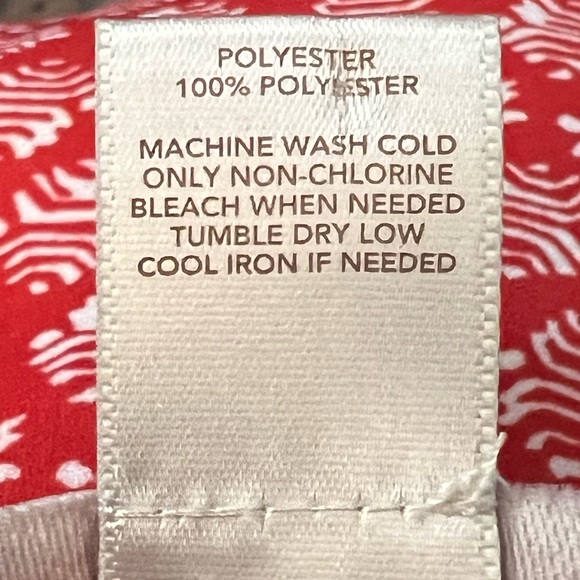 POLYESTER
100% POLYESTER
MACHINE WASH COLD
ONLY NON-CHLORINE
BLEACH WHEN NEEDED
TUMBLE DRY LOW
COOL IRON IF NEEDED